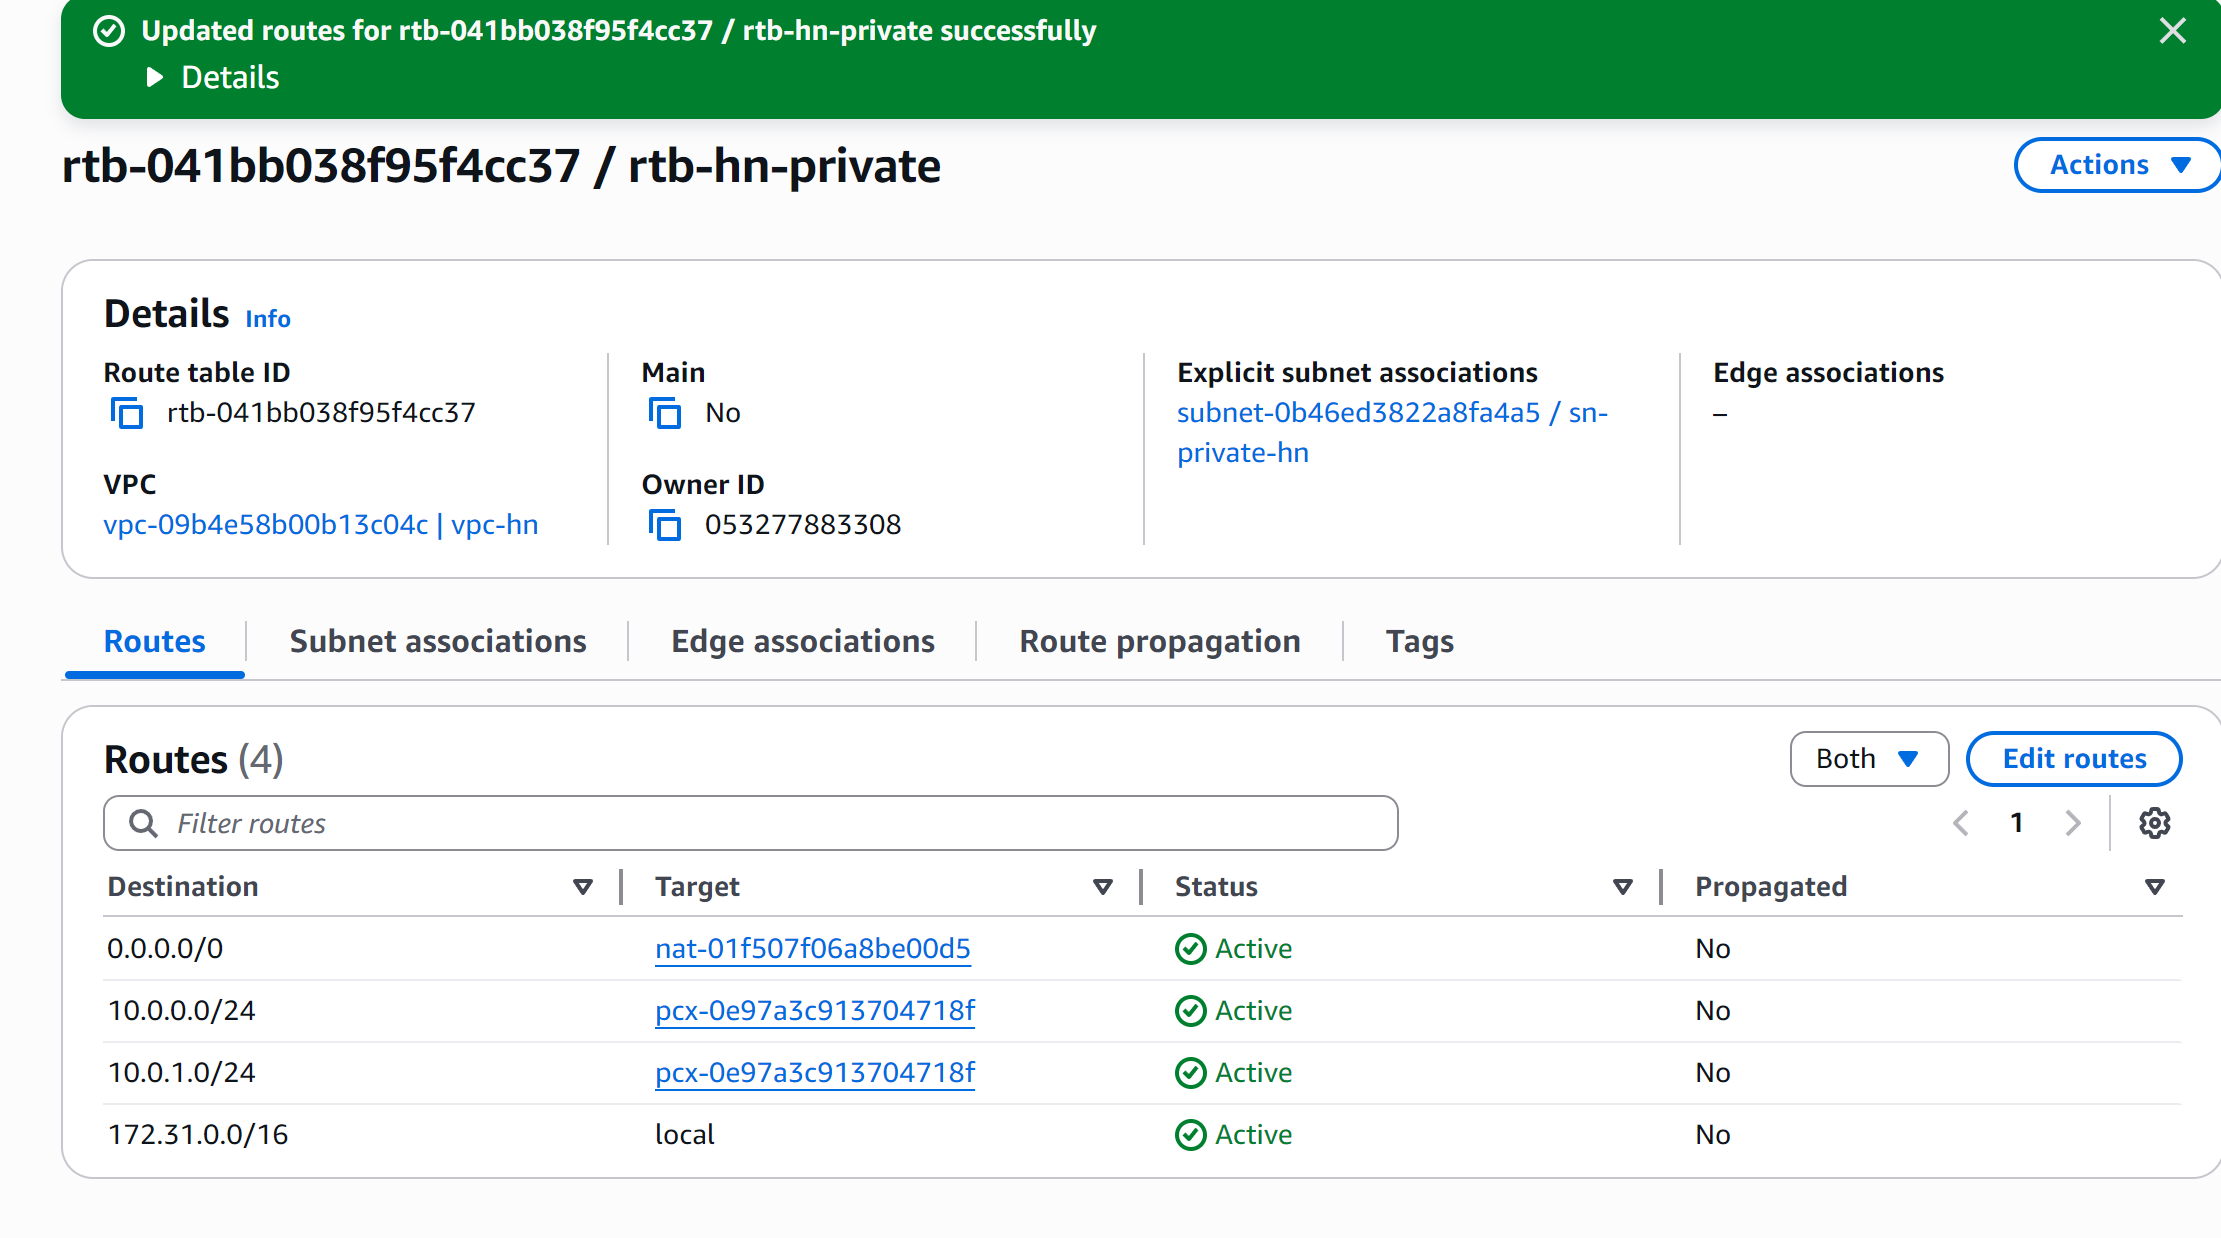 Updated routes for rtb-041bb038f95f4cc37 / rtb-hn-private successfully
Details
rtb-041bb038f95f4cc37 / rtb-hn-private
Actions
Details Info
Route table ID
rtb-041bb038f95f4cc37
Main
No
Explicit subnet associations
subnet-0b46ed3822a8fa4a5 / sn-
private-hn
Edge associations
–
VPC
vpc-09b4e58b00b13c04c | vpc-hn
Owner ID
053277883308
Routes Subnet associations Edge associations Route propagation Tags
Routes (4)
Both
Edit routes
Filter routes
1
Destination Target Status Propagated
0.0.0.0/0 nat-01f507f06a8be00d5 Active No
10.0.0.0/24 pcx-0e97a3c913704718f Active No
10.0.1.0/24 pcx-0e97a3c913704718f Active No
172.31.0.0/16 local Active No